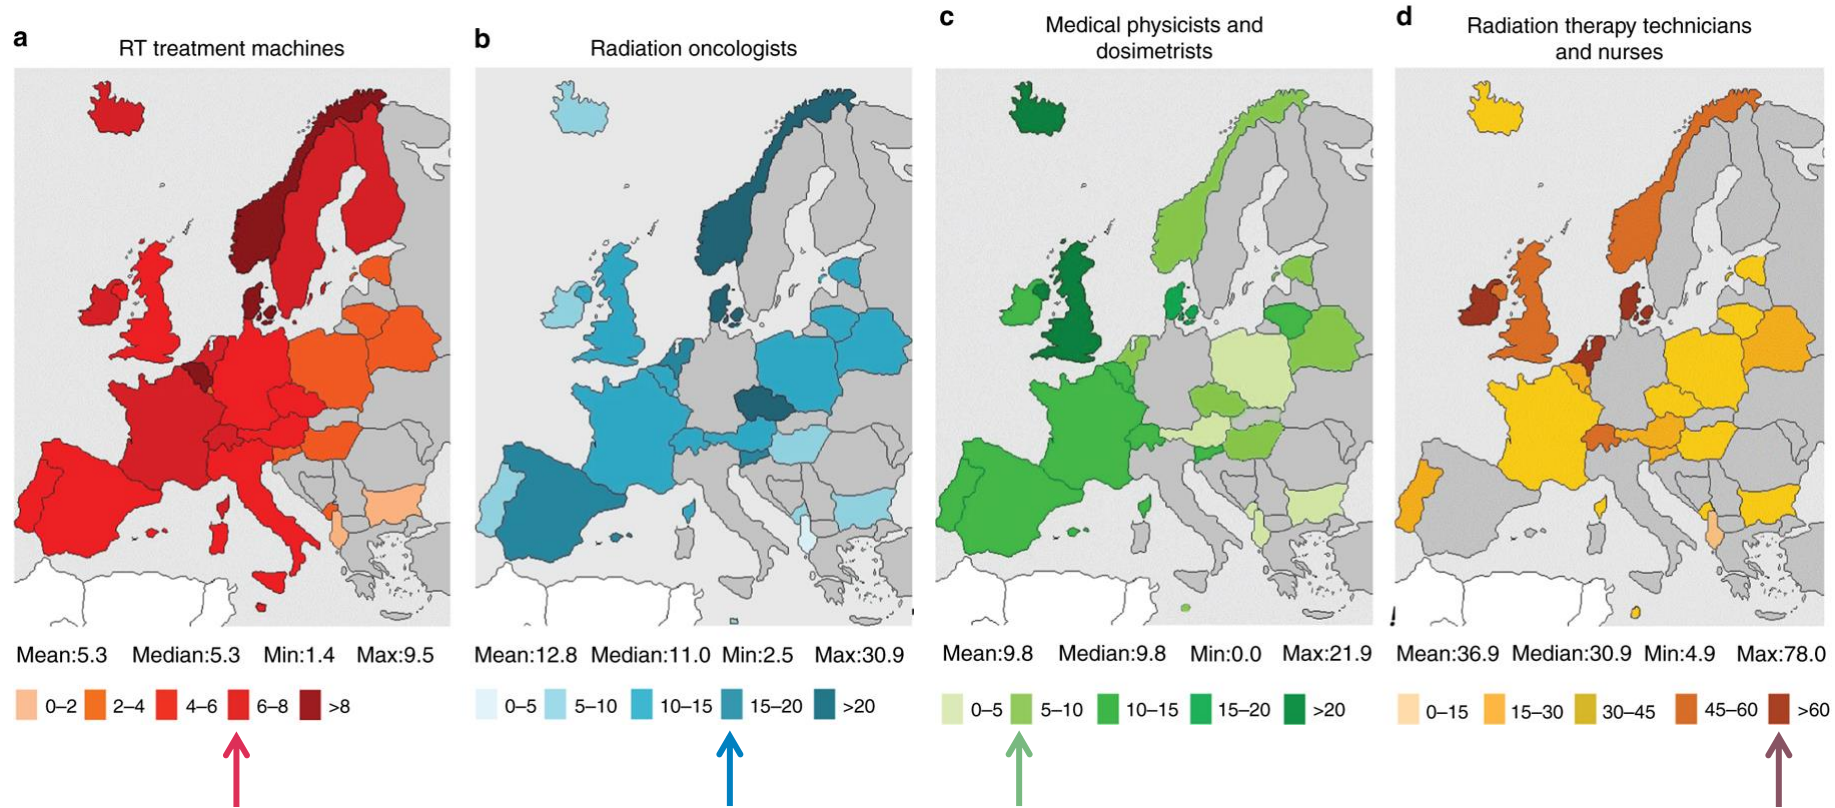 a
RT treatment machines
Mean:5.3 Median:5.3 Min:1.4 Max:9.5
0–2 2–4 4–6 6–8 >8
b
Radiation oncologists
Mean:12.8 Median:11.0 Min:2.5 Max:30.9
0–5 5–10 10–15 15–20 >20
c
Medical physicists and
dosimetrists
Mean:9.8 Median:9.8 Min:0.0 Max:21.9
0–5 5–10 10–15 15–20 >20
d
Radiation therapy technicians
and nurses
Mean:36.9 Median:30.9 Min:4.9 Max:78.0
0–15 15–30 30–45 45–60 >60